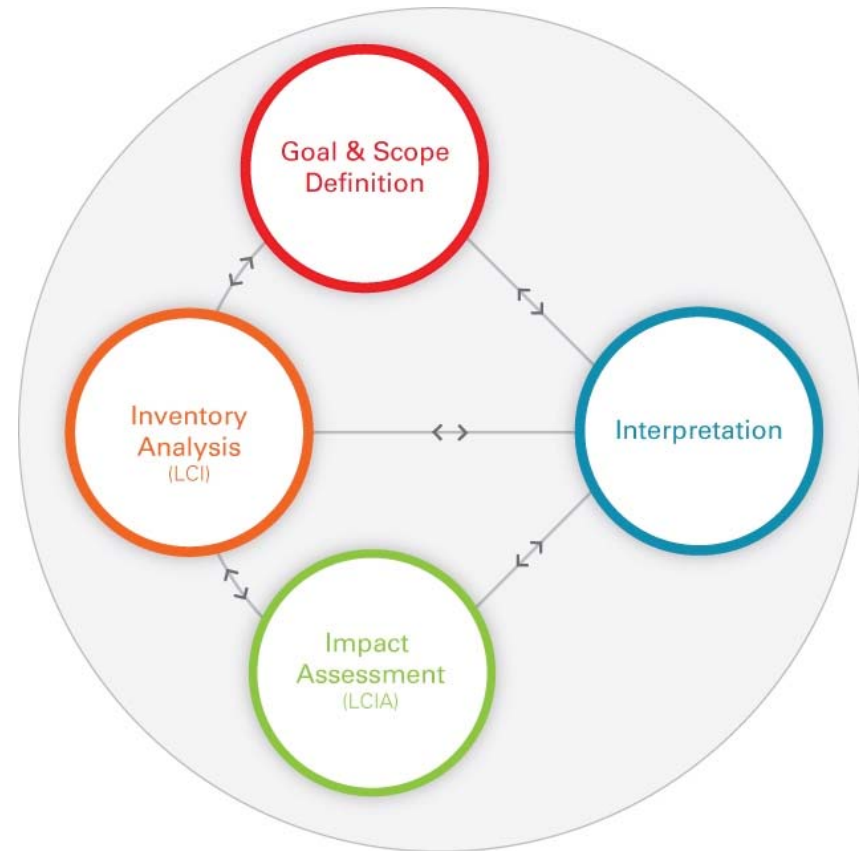 Goal & Scope
Definition
Inventory
Analysis
(LCI)
Interpretation
Impact
Assessment
(LCIA)